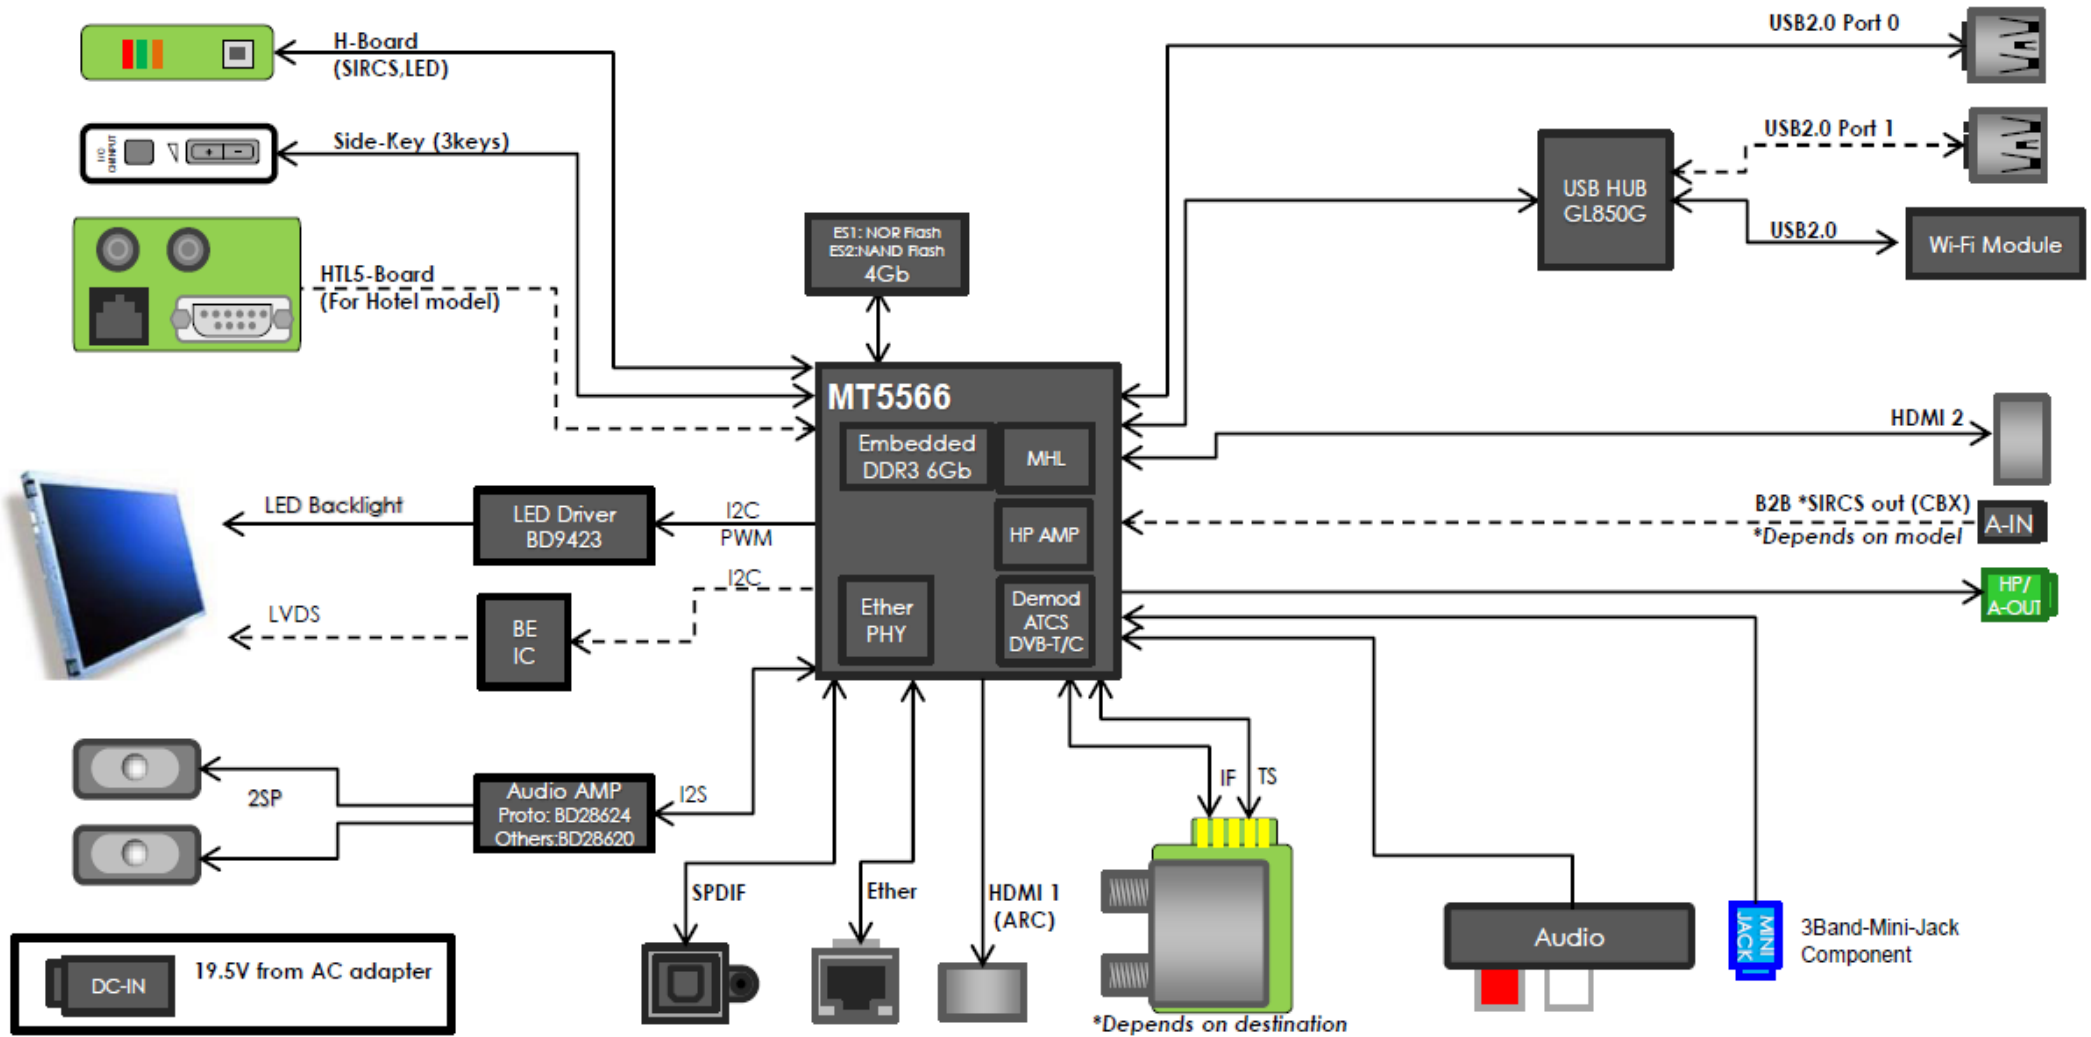 H-Board
(SIRCS,LED)
USB2.0 Port 0
Side-Key (3keys)
USB2.0 Port 1
USB HUB
GL850G
USB2.0
Wi-Fi Module
ES1: NOR Flash
ES2:NAND Flash
4Gb
HTL5-Board
(For Hotel model)
MT5566
Embedded
DDR3 6Gb
MHL
HDMI 2
LED Backlight
LED Driver
BD9423
I2C
PWM
HP AMP
B2B *SIRCS out (CBX)
*Depends on model
A-IN
I2C
LVDS
BE
IC
Ether
PHY
Demod
ATCS
DVB-T/C
HP/
A-OUT
2SP
Audio AMP
Proto: BD28624
Others:BD28620
I2S
IF
TS
SPDIF
Ether
HDMI 1
(ARC)
Audio
MINI
JACK
3Band-Mini-Jack
Component
DC-IN
19.5V from AC adapter
*Depends on destination